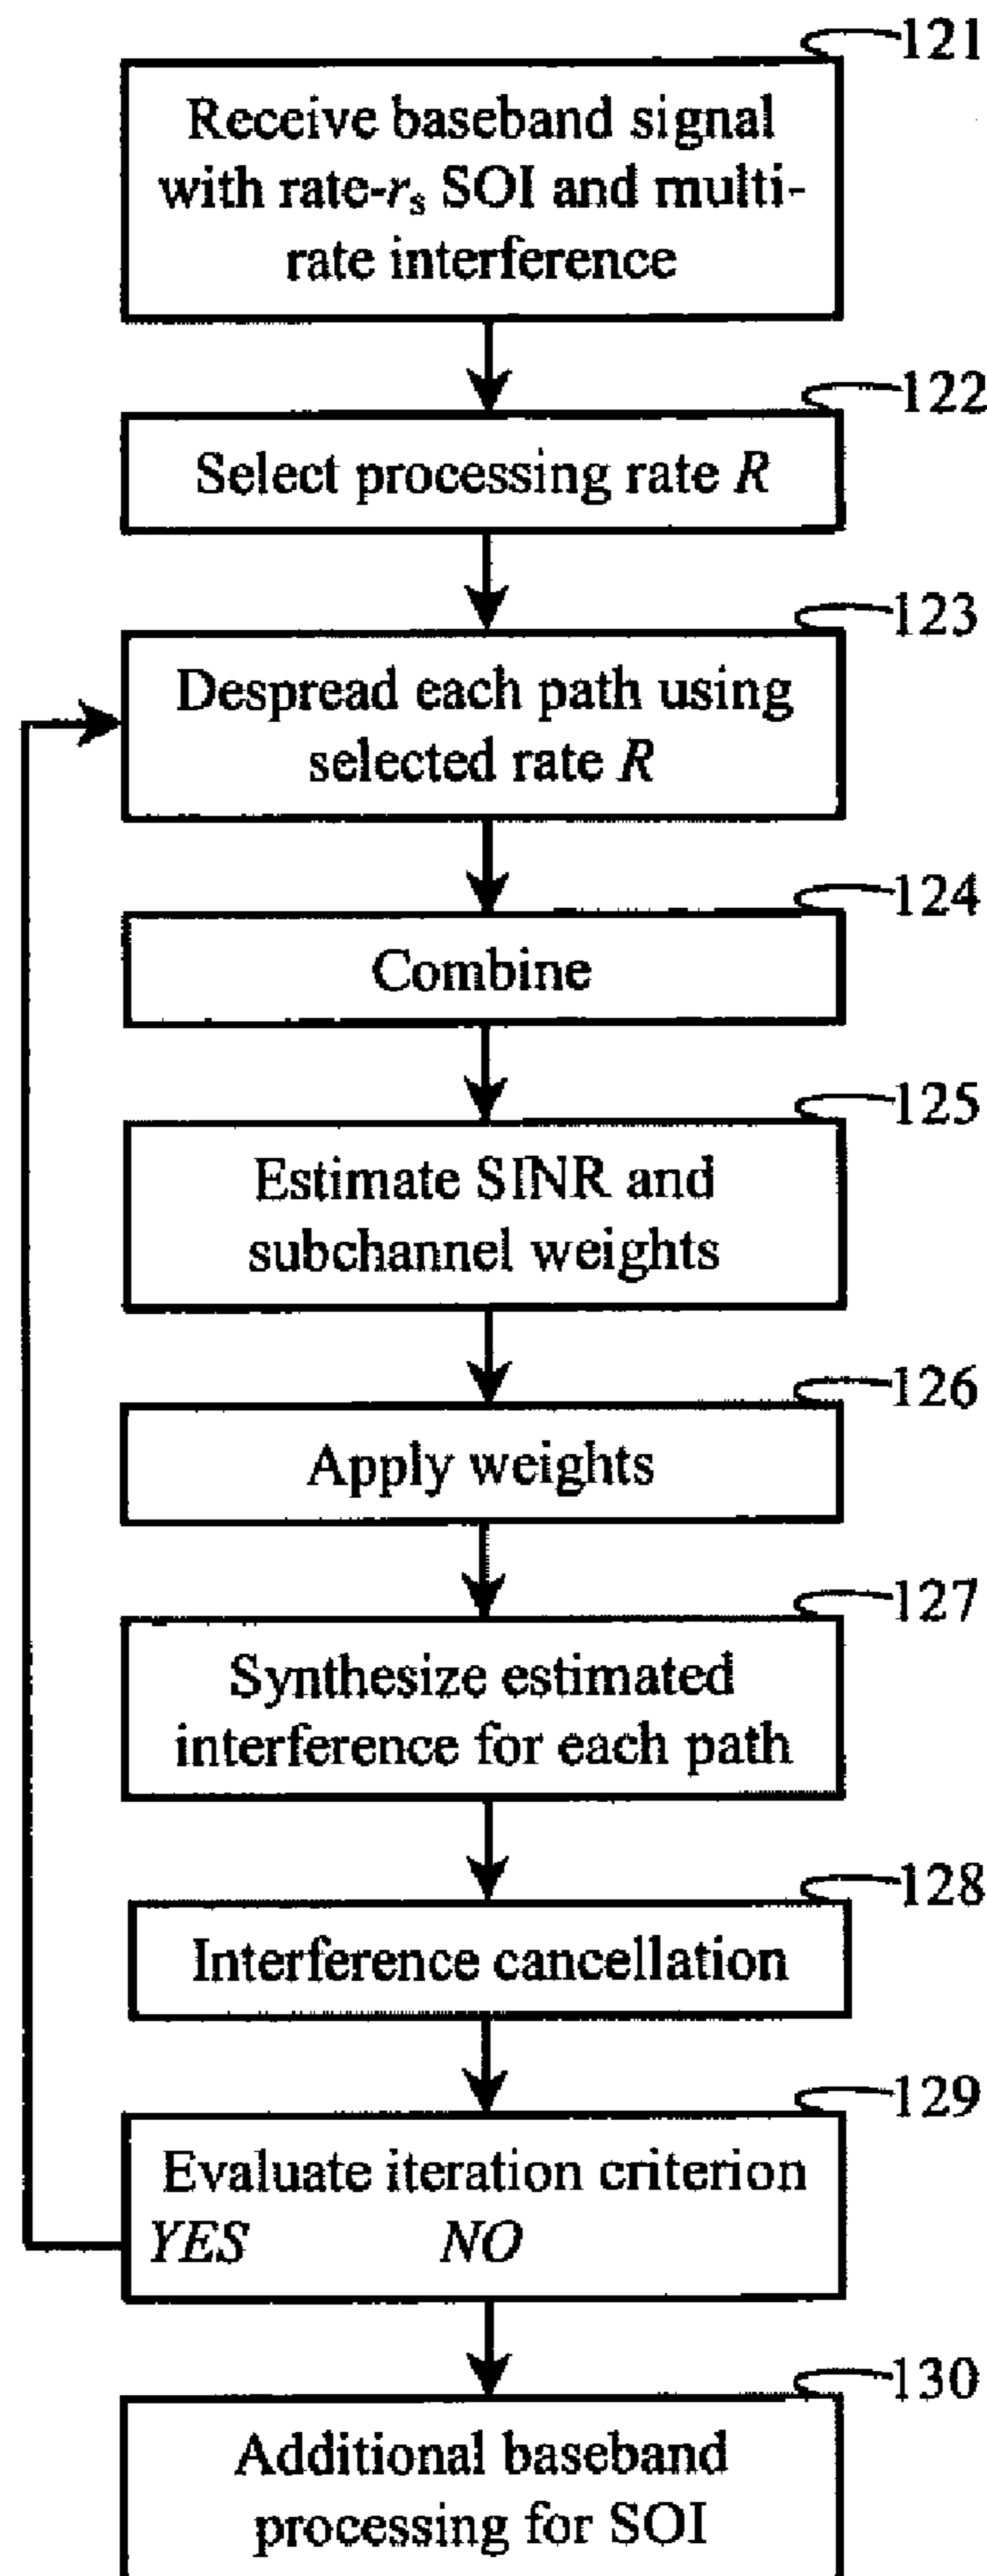 121
Receive baseband signal
with rate-rs SOI and multi-
rate interference
122
Select processing rate R
123
Despread each path using
selected rate R
124
Combine
125
Estimate SINR and
subchannel weights
126
Apply weights
127
Synthesize estimated
interference for each path
128
Interference cancellation
129
Evaluate iteration criterion
YES NO
130
Additional baseband
processing for SOI